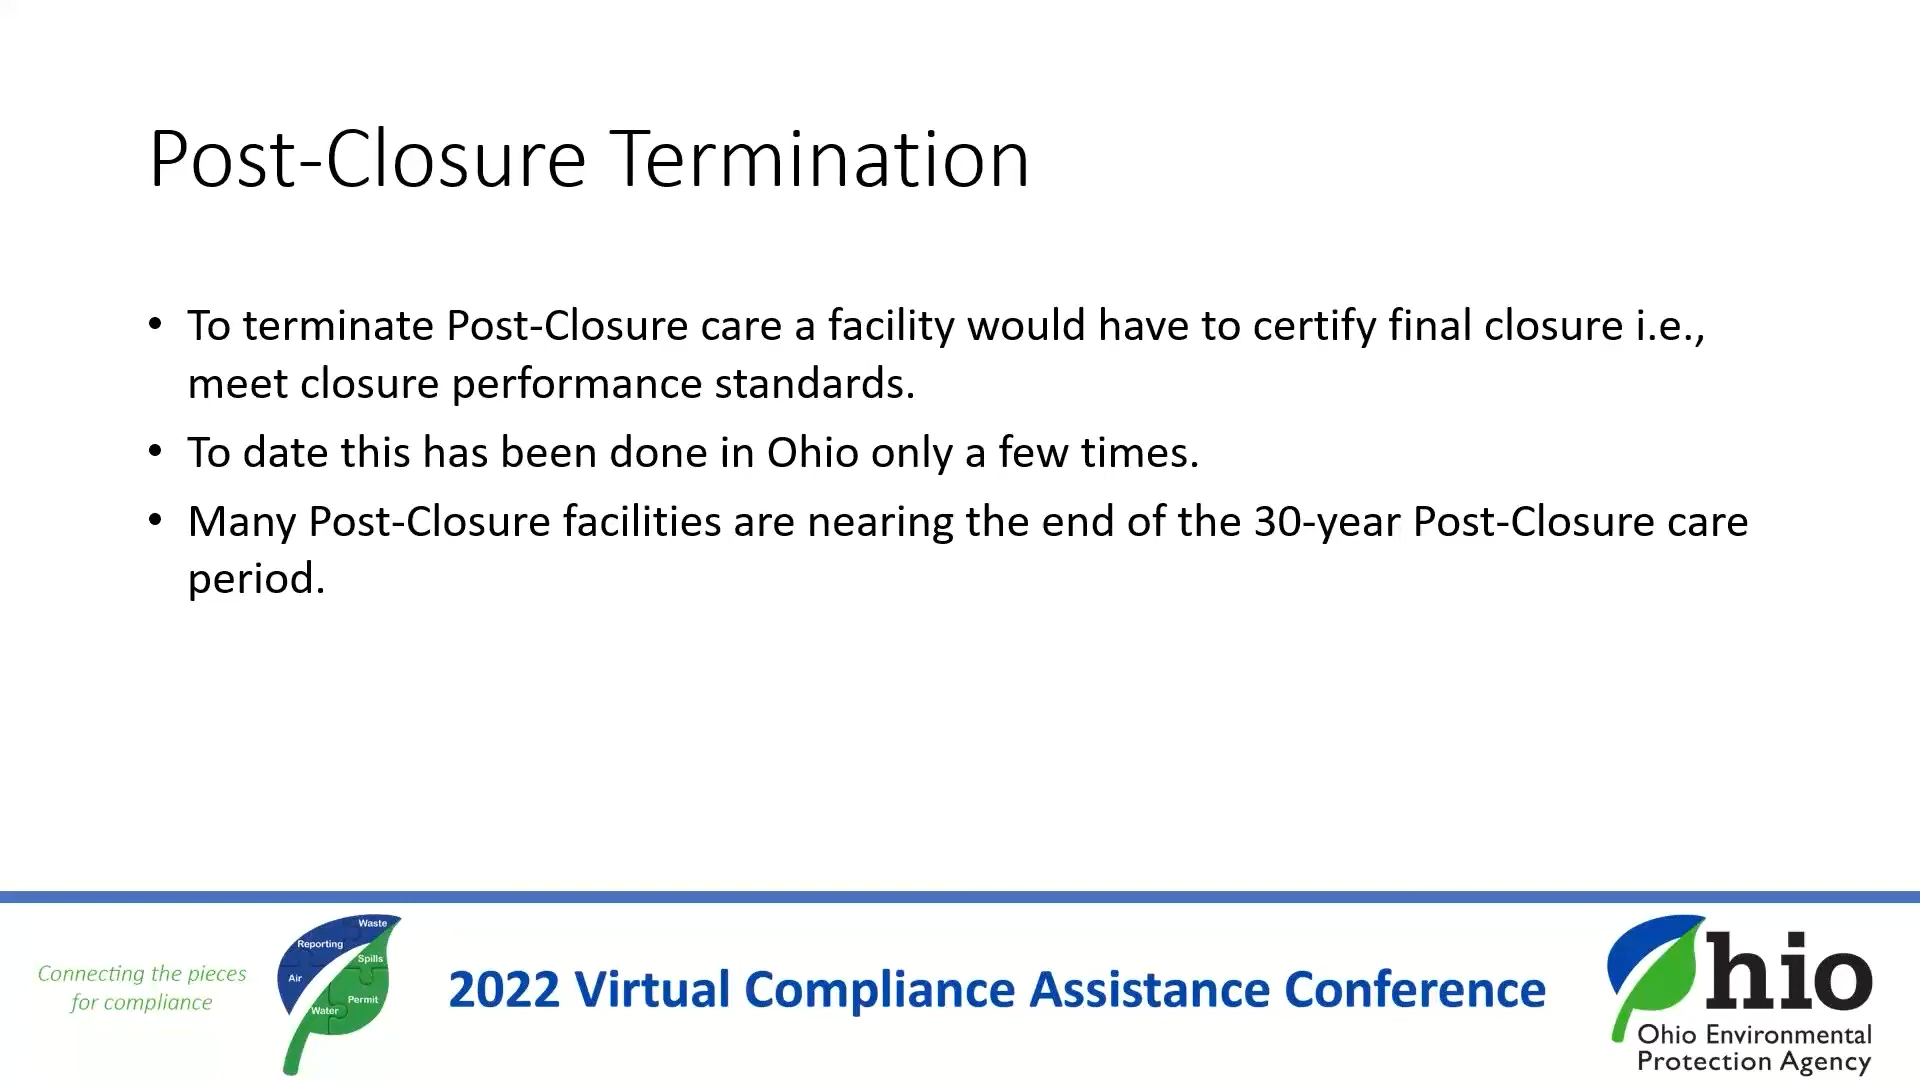 Post-Closure Termination
• To terminate Post-Closure care a facility would have to certify final closure i.e.,
meet closure performance standards.
• To date this has been done in Ohio only a few times.
• Many Post-Closure facilities are nearing the end of the 30-year Post-Closure care
period.
Connecting the pieces
for compliance
Waste
Reporting
Spills
Air
Permit
Water
2022 Virtual Compliance Assistance Conference
Ohio
Ohio Environmental
Protection Agency